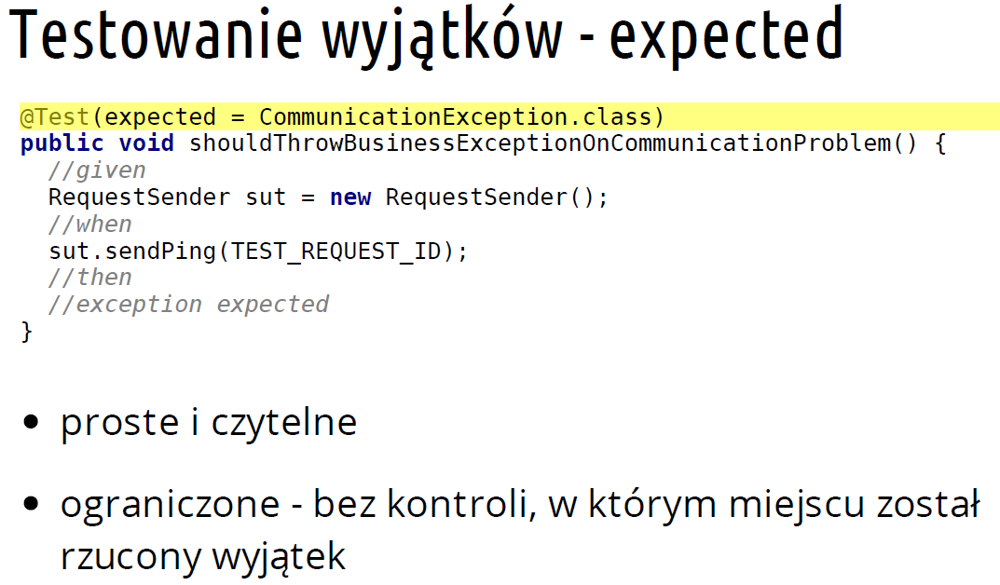 Testowanie wyjątków - expected
@Test(expected = CommunicationException.class)
public void shouldThrowBusinessExceptionOnCommunicationProblem() {
//given
RequestSender sut = new RequestSender();
//when
sut.sendPing(TEST_REQUEST_ID);
//then
//exception expected
}
• proste i czytelne
• ograniczone - bez kontroli, w którym miejscu został
rzucony wyjątek